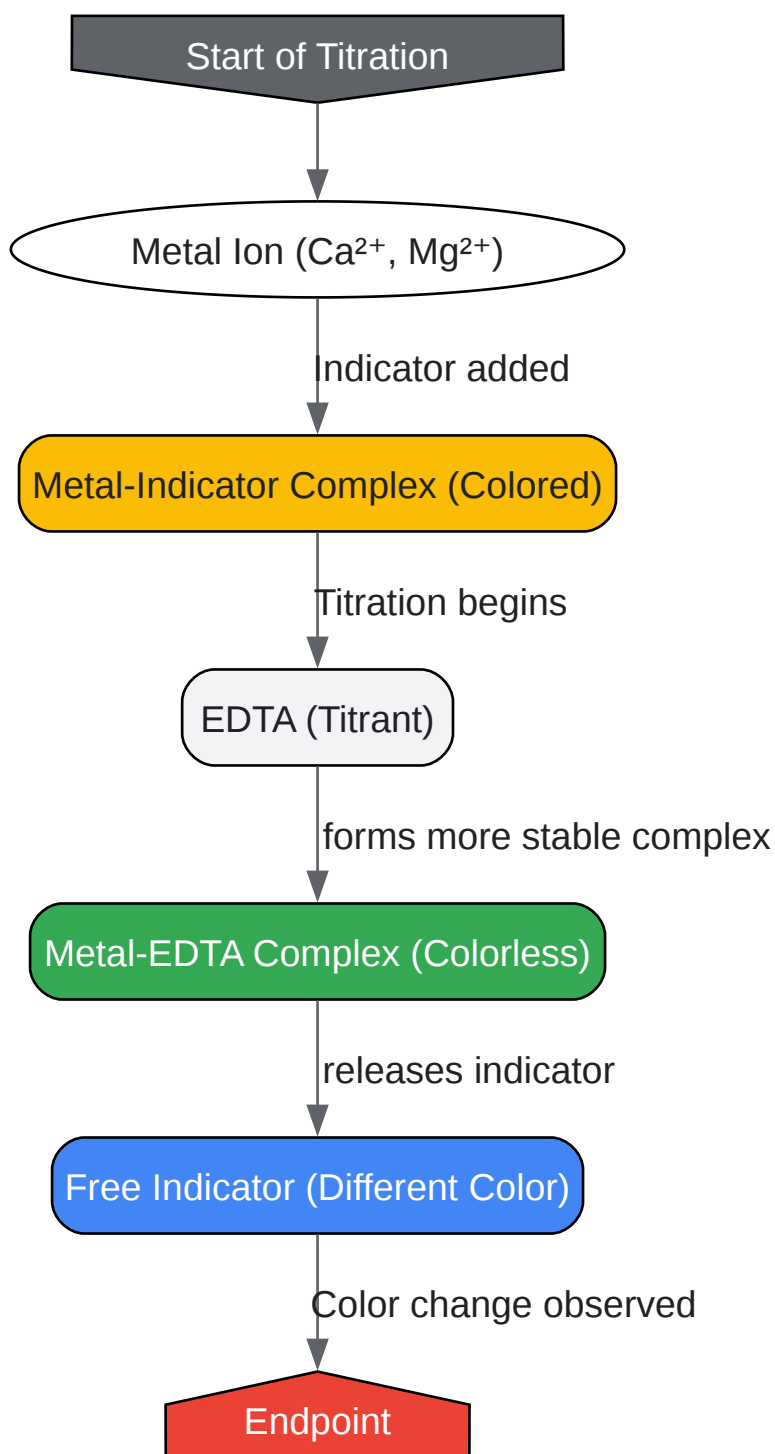 Start of Titration
Metal Ion (Ca²⁺, Mg²⁺)
Indicator added
Metal-Indicator Complex (Colored)
Titration begins
EDTA (Titrant)
forms more stable complex
Metal-EDTA Complex (Colorless)
releases indicator
Free Indicator (Different Color)
Color change observed
Endpoint